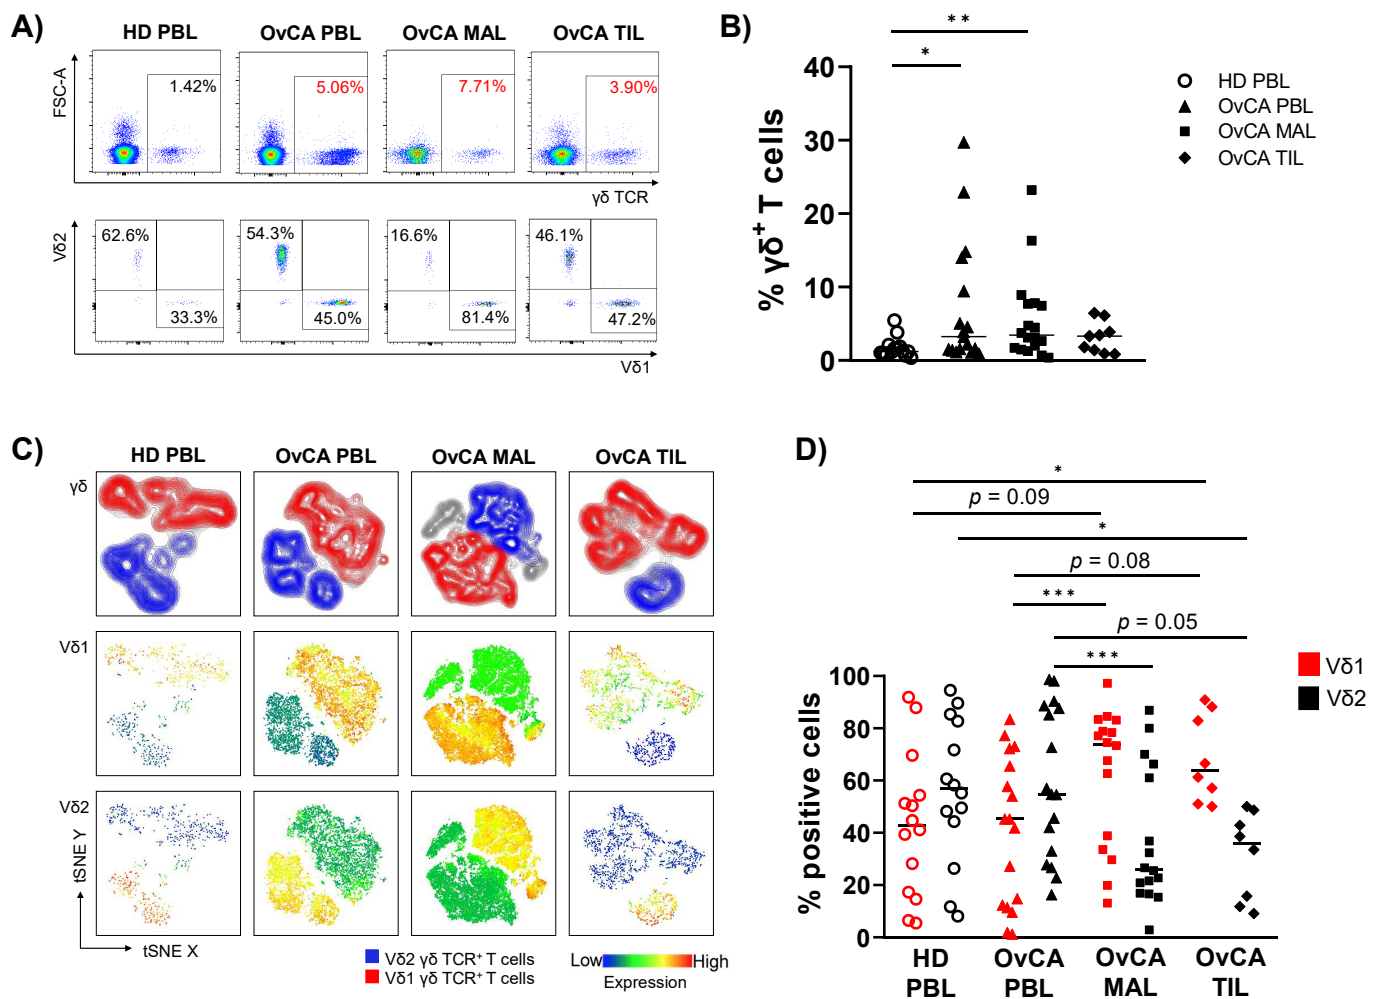 A)
HD PBL
OvCA PBL
OvCA MAL
OvCA TIL
FSC-A
1.42%
5.06%
7.71%
3.90%
γδ TCR
Vδ2
62.6%
54.3%
16.6%
46.1%
33.3%
45.0%
81.4%
47.2%
Vδ1
B)
**
*
% γδ+ T cells
40
30
20
10
0
HD PBL
OvCA PBL
OvCA MAL
OvCA TIL
C)
HD PBL
OvCA PBL
OvCA MAL
OvCA TIL
γδ
Vδ1
Vδ2
tSNE Y
tSNE X
Vδ2 γδ TCR+ T cells
Vδ1 γδ TCR+ T cells
Low
High
Expression
D)
*
p = 0.09
*
p = 0.08
***
p = 0.05
***
% positive cells
100
80
60
40
20
0
HD
PBL
OvCA
PBL
OvCA
MAL
OvCA
TIL
Vδ1
Vδ2